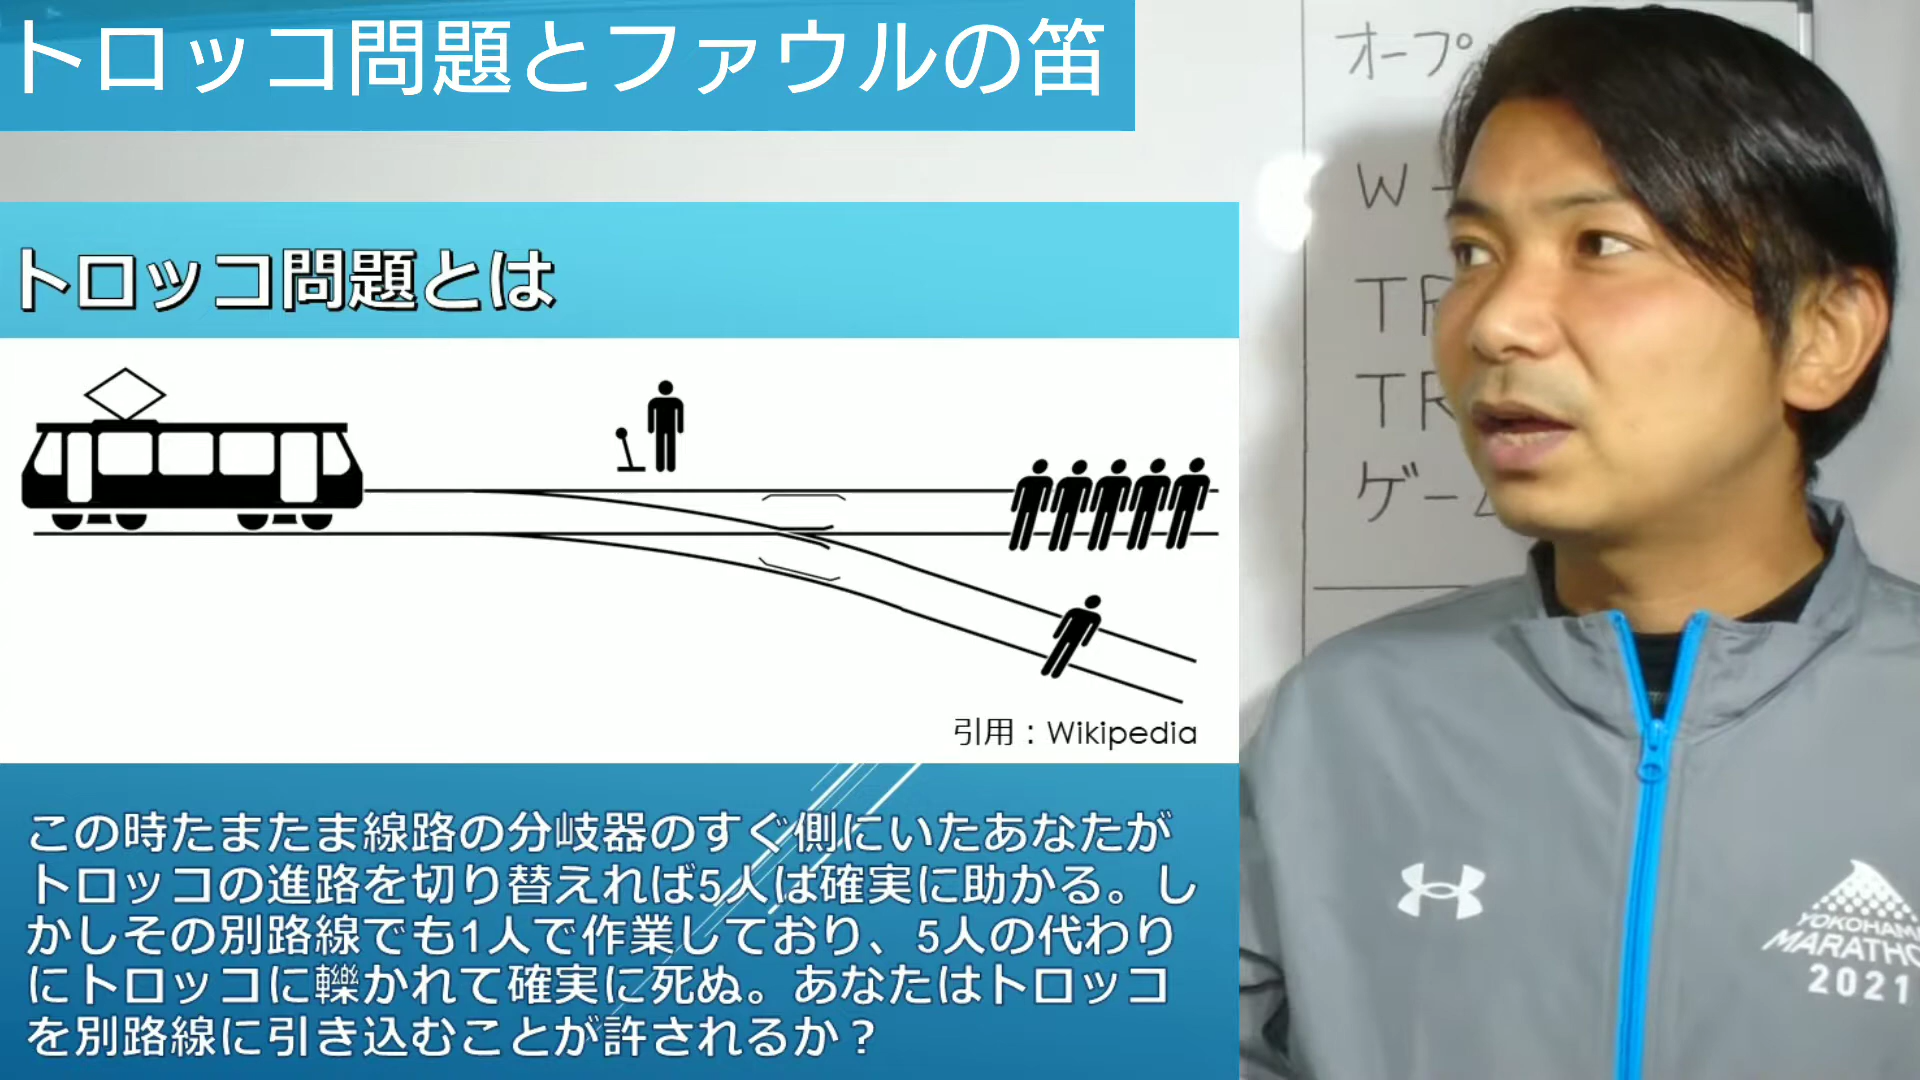 トロッコ問題とファウルの笛
トロッコ問題とは
引用：Wikipedia
この時たまたま線路の分岐器のすぐ側にいたあなたが
トロッコの進路を切り替えれば5人は確実に助かる。し
かしその別路線でも1人で作業しており、5人の代わり
にトロッコに轢かれて確実に死ぬ。あなたはトロッコ
を別路線に引き込むことが許されるか？
オープ
W
TR
TR
ゲーム
YOKOHAMA
MARATHO
2021